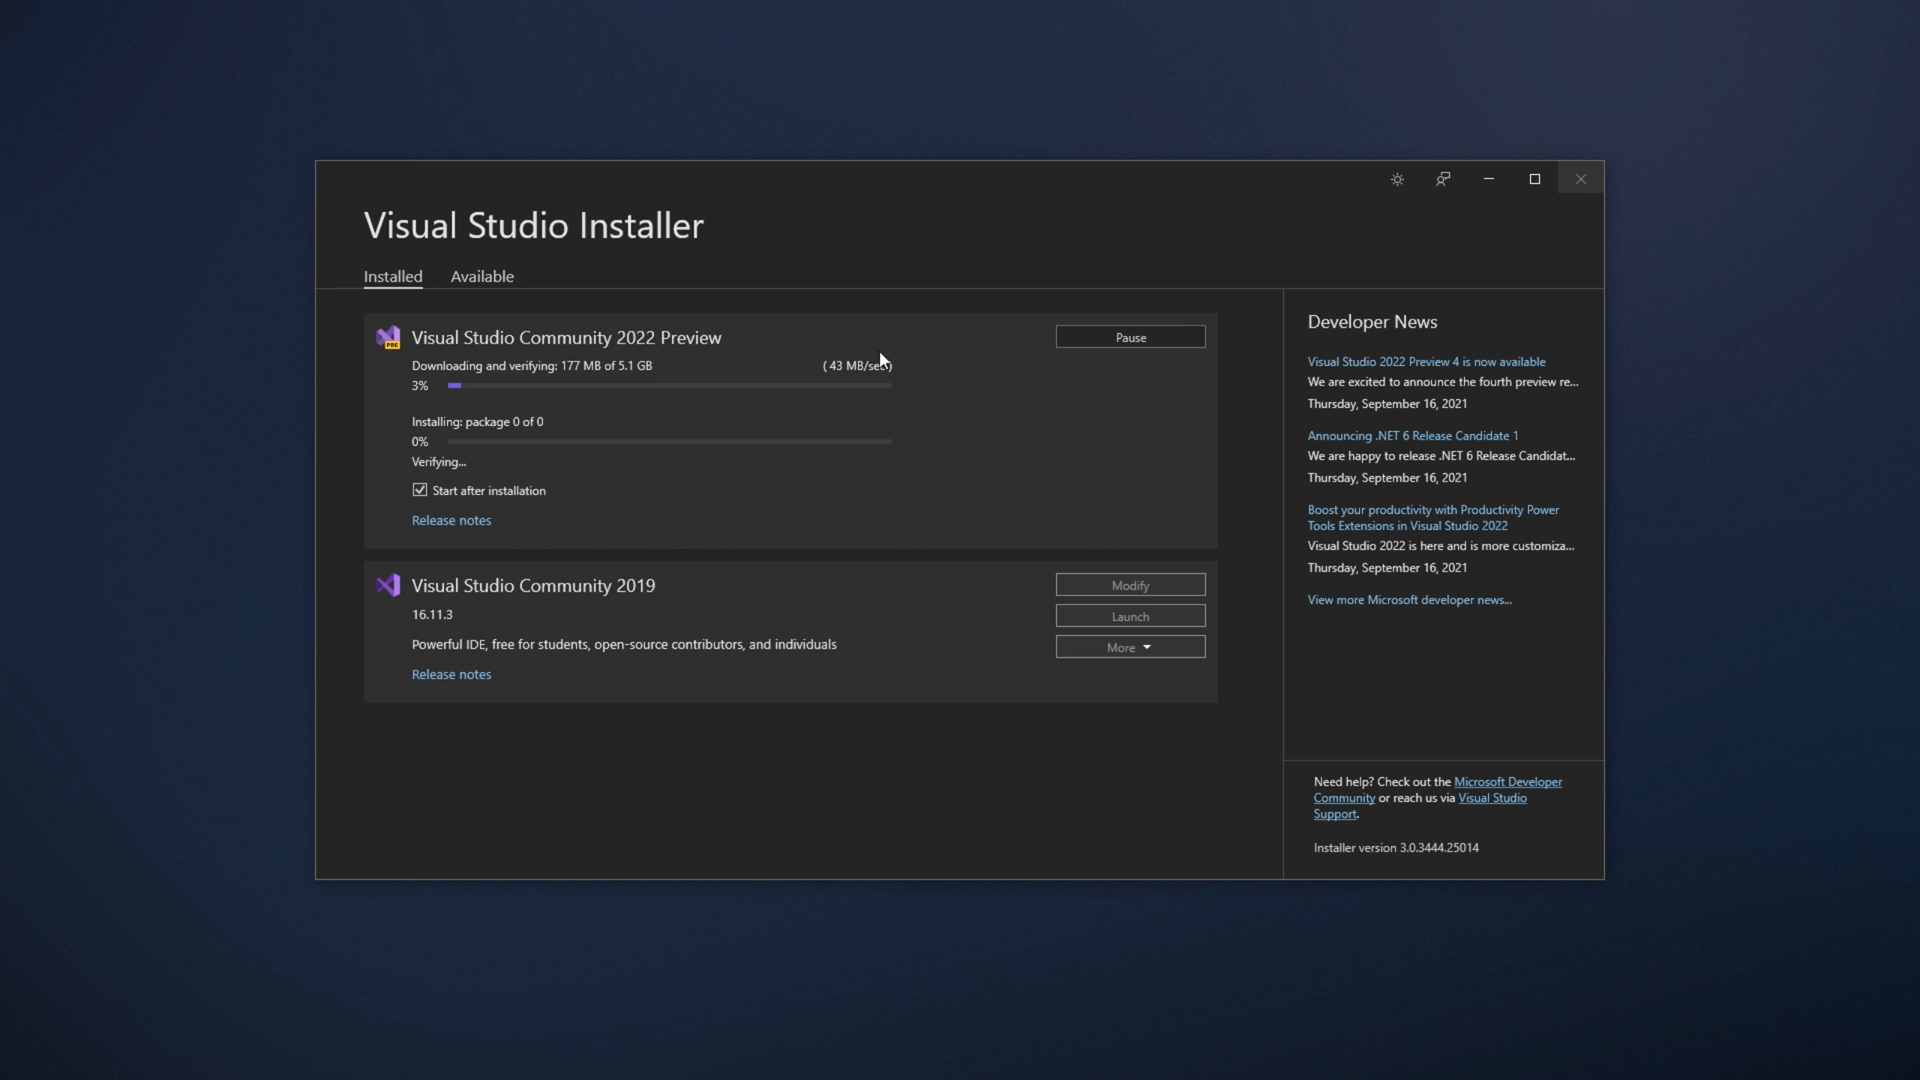 Visual Studio Installer
Installed Available
Visual Studio Community 2022 Preview
Pause
PRE
Downloading and verifying: 177 MB of 5.1 GB ( 43 MB/sec)
3%
Installing: package 0 of 0
0%
Verifying...
Start after installation
Release notes
Visual Studio Community 2019
Modify
16.11.3
Launch
Powerful IDE, free for students, open-source contributors, and individuals
More
Release notes
Developer News
Visual Studio 2022 Preview 4 is now available
We are excited to announce the fourth preview re...
Thursday, September 16, 2021
Announcing .NET 6 Release Candidate 1
We are happy to release .NET 6 Release Candidat...
Thursday, September 16, 2021
Boost your productivity with Productivity Power
Tools Extensions in Visual Studio 2022
Visual Studio 2022 is here and is more customiza...
Thursday, September 16, 2021
View more Microsoft developer news...
Need help? Check out the Microsoft Developer
Community or reach us via Visual Studio
Support.
Installer version 3.0.3444.25014